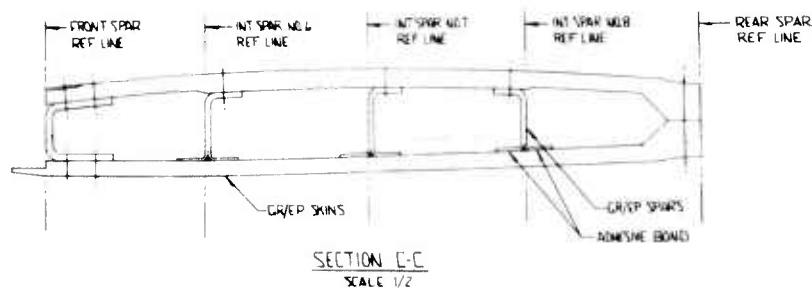 FRONT SPAR
REF LINE
INT SPAR NO.6
REF LINE
INT SPAR NO.7
REF LINE
INT SPAR NO.8
REF LINE
REAR SPAR
REF LINE
GR/EP SKINS
GR/EP SPARS
ADHESIVE BOND
SECTION C-C
SCALE 1/2